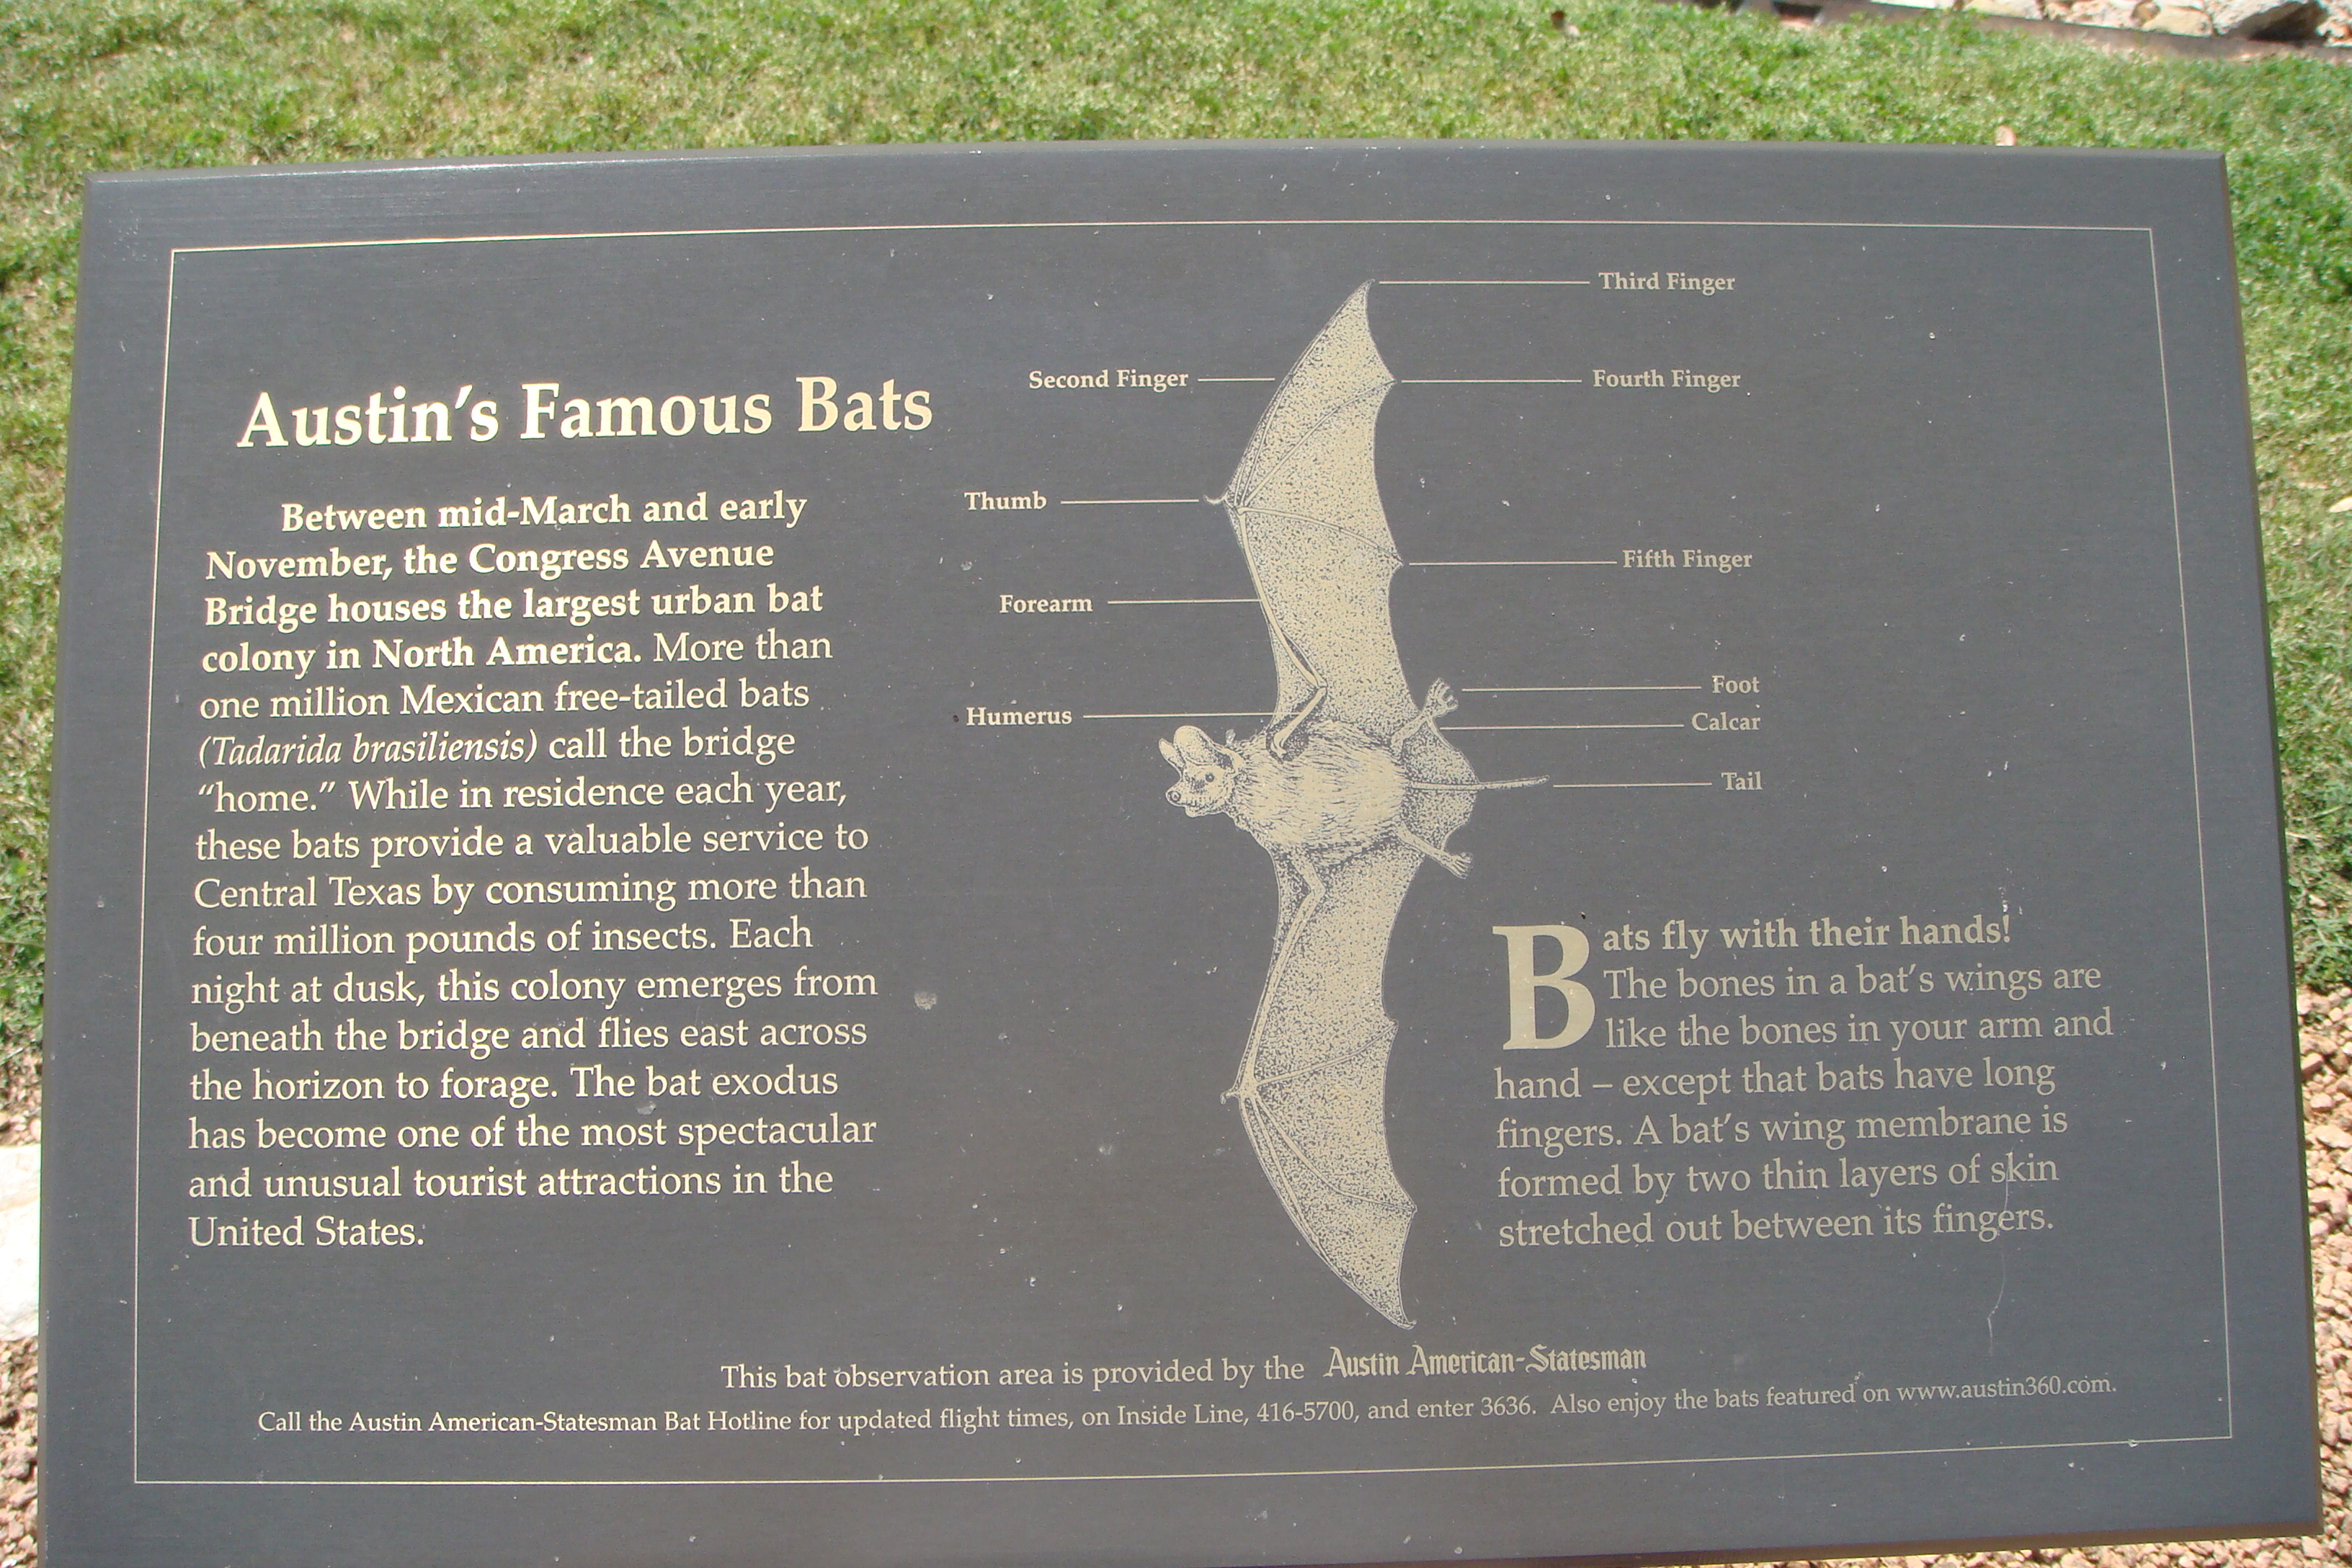 Austin's Famous Bats
Between mid-March and early
November, the Congress Avenue
Bridge houses the largest urban bat
colony in North America. More than
one million Mexican free-tailed bats
(Tadarida brasiliensis) call the bridge
“home.” While in residence each year,
these bats provide a valuable service to
Central Texas by consuming more than
four million pounds of insects. Each
night at dusk, this colony emerges from
beneath the bridge and flies east across
the horizon to forage. The bat exodus
has become one of the most spectacular
and unusual tourist attractions in the
United States.
Third Finger
Second Finger
Fourth Finger
Thumb
Fifth Finger
Forearm
Foot
Humerus
Calcar
Tail
Bats fly with their hands!
The bones in a bat's wings are
like the bones in your arm and
hand – except that bats have long
fingers. A bat's wing membrane is
formed by two thin layers of skin
stretched out between its fingers.
This bat observation area is provided by the Austin American-Statesman
Call the Austin American-Statesman Bat Hotline for updated flight times, on Inside Line, 416-5700, and enter 3636. Also enjoy the bats featured on www.austin360.com.